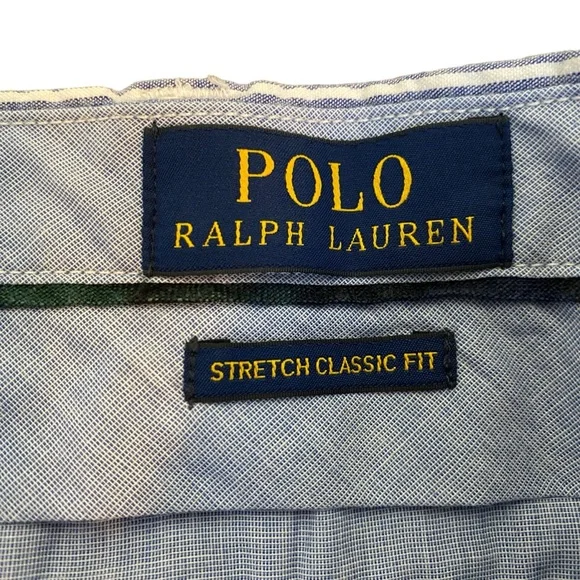 POLO
RALPH LAUREN
STRETCH CLASSIC FIT